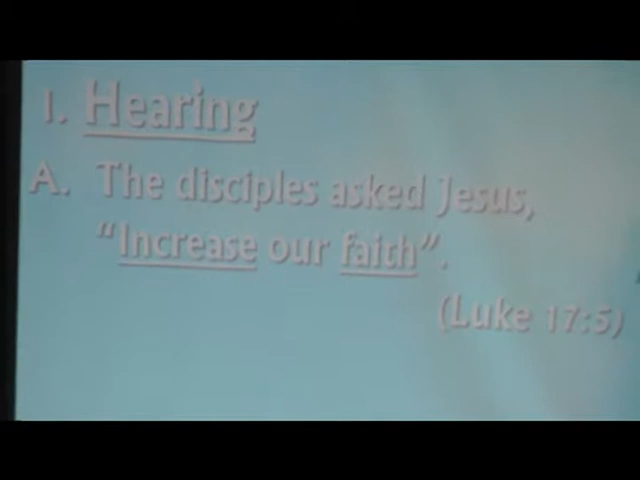 I. Hearing
A. The disciples asked Jesus,
"Increase our faith".
(Luke 17:5)